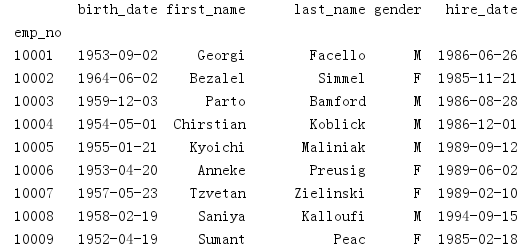 birth_date first_name last_name gender hire_date
emp_no
10001 1953-09-02 Georgi Facello M 1986-06-26
10002 1964-06-02 Bezalel Simmel F 1985-11-21
10003 1959-12-03 Parto Bamford M 1986-08-28
10004 1954-05-01 Chirstian Koblick M 1986-12-01
10005 1955-01-21 Kyoichi Maliniak M 1989-09-12
10006 1953-04-20 Anneke Preusig F 1989-06-02
10007 1957-05-23 Tzvetan Zielinski F 1989-02-10
10008 1958-02-19 Saniya Kalloufi M 1994-09-15
10009 1952-04-19 Sumant Peac F 1985-02-18